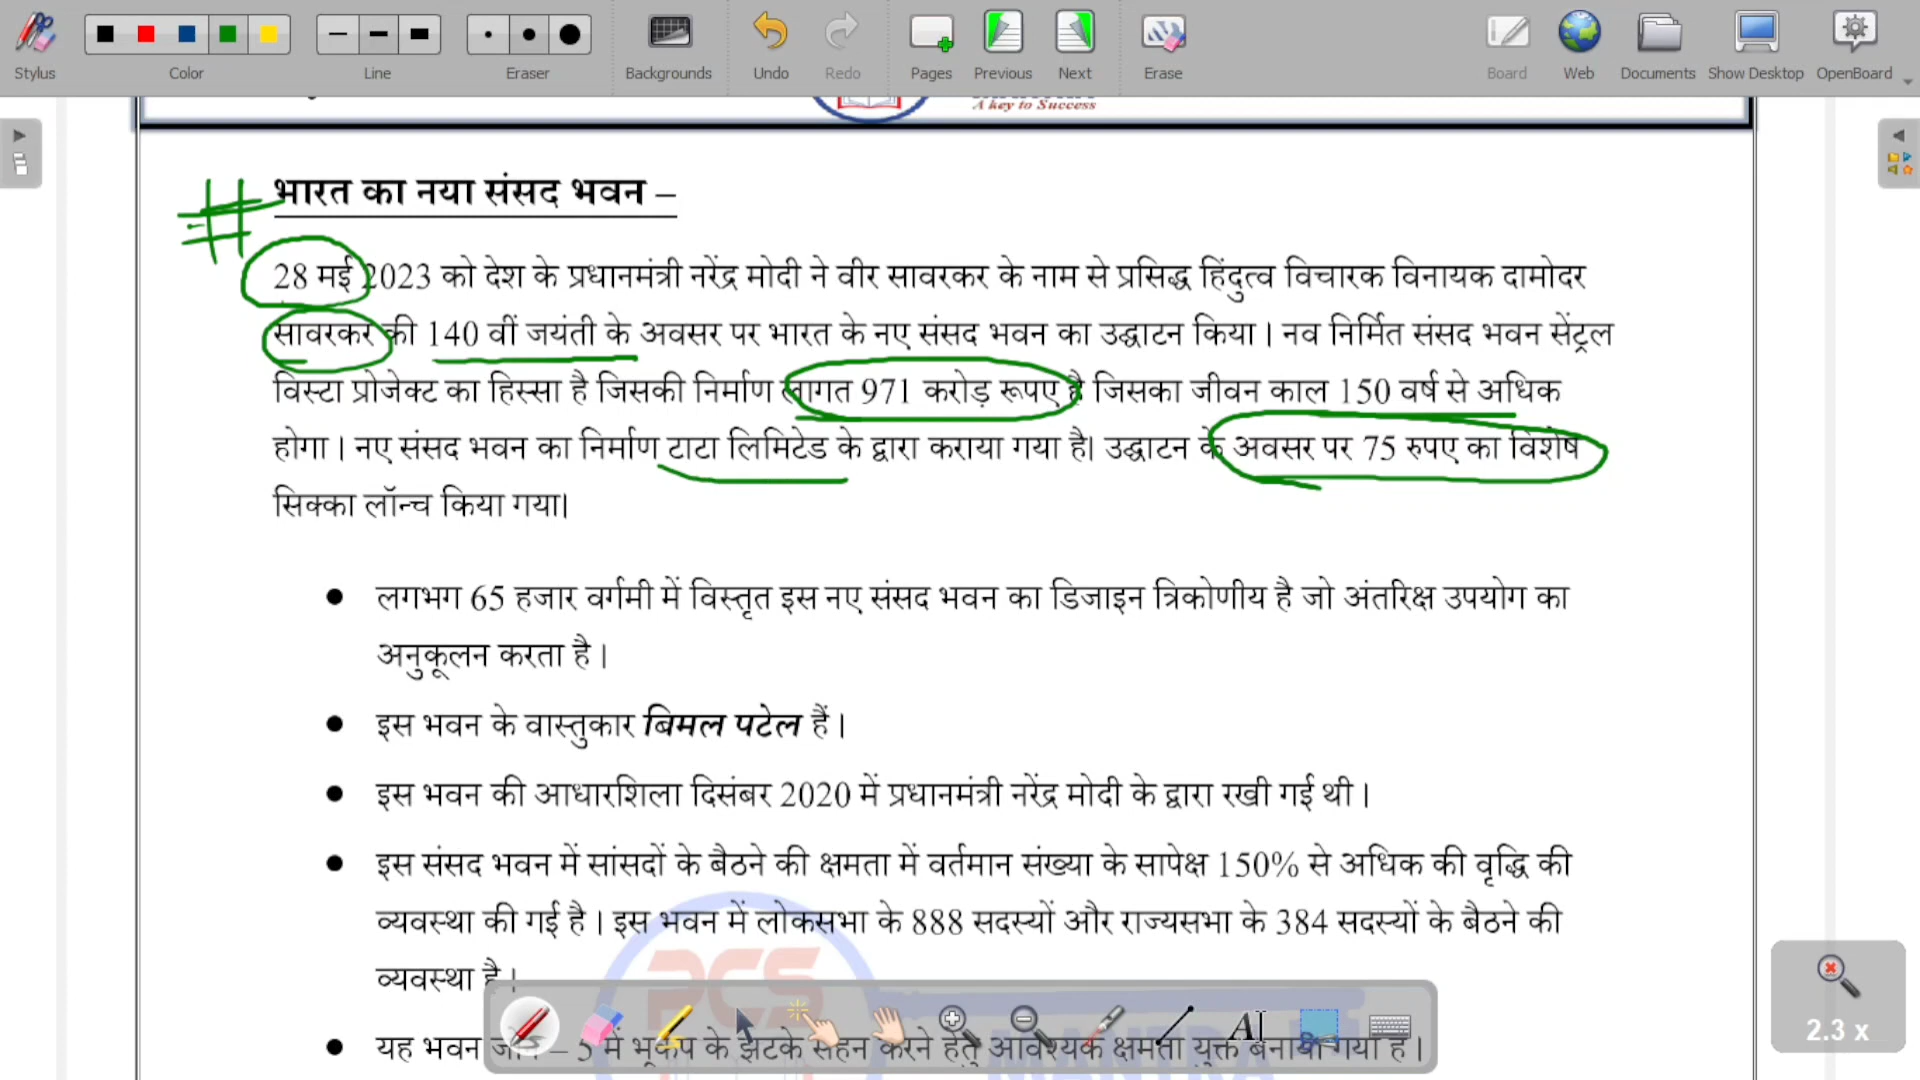 Stylus
Color
Line
Eraser
Backgrounds
Undo
Redo
Pages
Previous
Next
Erase
Board
Web
Documents
Show Desktop
OpenBoard
A key to Success
# भारत का नया संसद भवन –
28 मई 2023 को देश के प्रधानमंत्री नरेंद्र मोदी ने वीर सावरकर के नाम से प्रसिद्ध हिंदुत्व विचारक विनायक दामोदर
सावरकर की 140 वीं जयंती के अवसर पर भारत के नए संसद भवन का उद्घाटन किया। नव निर्मित संसद भवन सेंट्रल
विस्टा प्रोजेक्ट का हिस्सा है जिसकी निर्माण लागत 971 करोड़ रूपए है जिसका जीवन काल 150 वर्ष से अधिक
होगा। नए संसद भवन का निर्माण टाटा लिमिटेड के द्वारा कराया गया है। उद्घाटन के अवसर पर 75 रुपए का विशेष
सिक्का लॉन्च किया गया।
● लगभग 65 हजार वर्गमी में विस्तृत इस नए संसद भवन का डिजाइन त्रिकोणीय है जो अंतरिक्ष उपयोग का
अनुकूलन करता है।
● इस भवन के वास्तुकार बिमल पटेल हैं।
● इस भवन की आधारशिला दिसंबर 2020 में प्रधानमंत्री नरेंद्र मोदी के द्वारा रखी गई थी।
● इस संसद भवन में सांसदों के बैठने की क्षमता में वर्तमान संख्या के सापेक्ष 150% से अधिक की वृद्धि की
व्यवस्था की गई है। इस भवन में लोकसभा के 888 सदस्यों और राज्यसभा के 384 सदस्यों के बैठने की
व्यवस्था है।
PCS
● यह भवन जोन – 5 में भूकंप के झटके सहन करने हेतु आवश्यक क्षमता युक्त बनाया गया है।
MANTRA
2.3 x